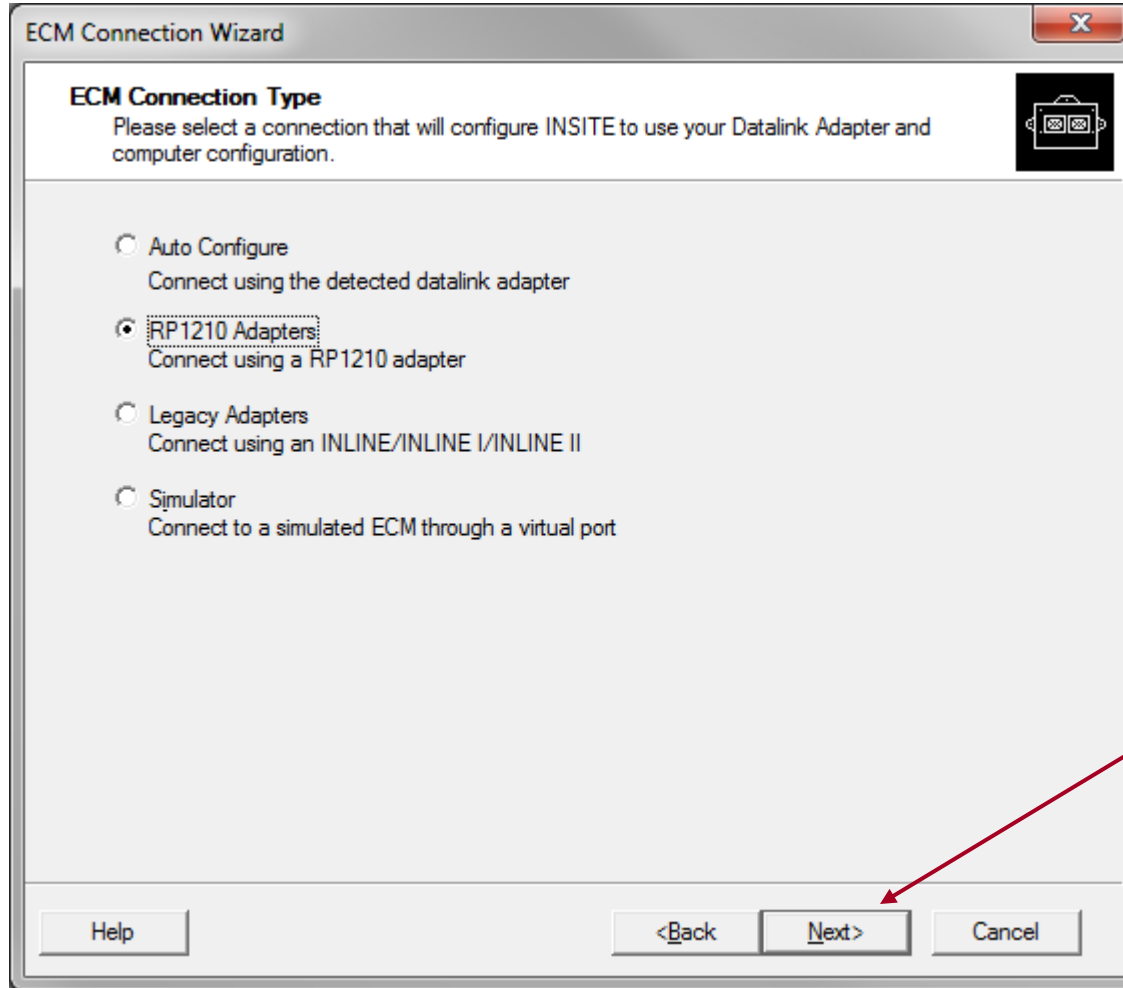 ECM Connection Wizard
ECM Connection Type
Please select a connection that will configure INSITE to use your Datalink Adapter and
computer configuration.
Auto Configure
Connect using the detected datalink adapter
RP1210 Adapters
Connect using a RP1210 adapter
Legacy Adapters
Connect using an INLINE/INLINE I/INLINE II
Simulator
Connect to a simulated ECM through a virtual port
Help <Back Next> Cancel